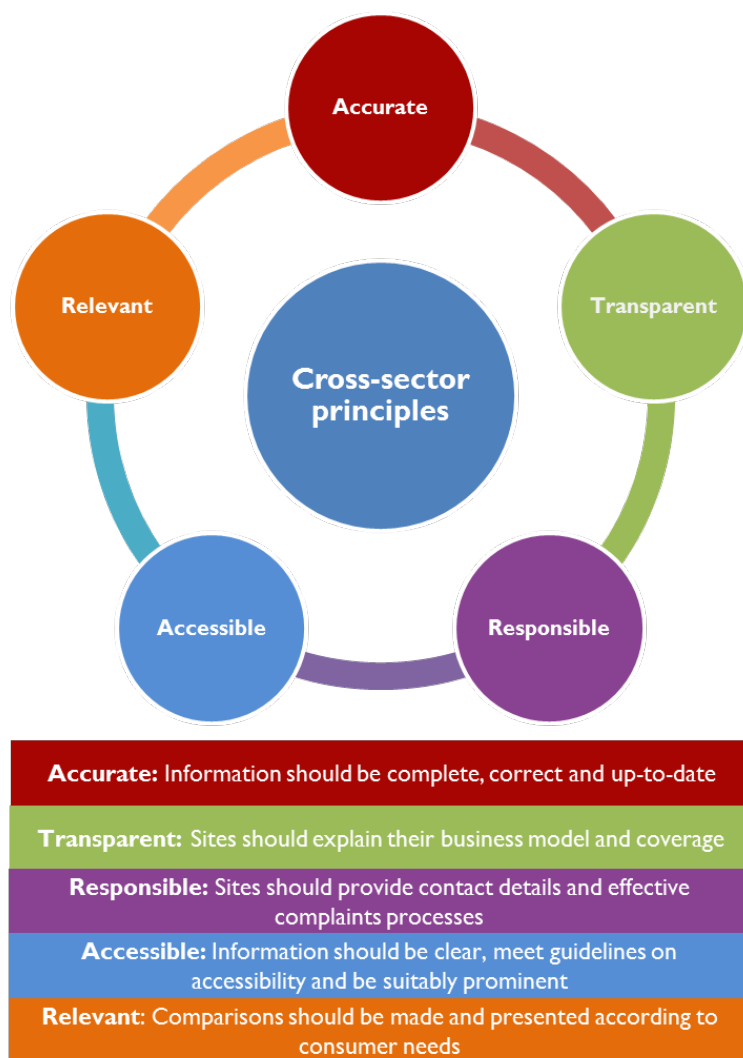 Accurate
Relevant
Transparent
Cross-sector
principles
Accessible
Responsible
Accurate: Information should be complete, correct and up-to-date
Transparent: Sites should explain their business model and coverage
Responsible: Sites should provide contact details and effective
complaints processes
Accessible: Information should be clear, meet guidelines on
accessibility and be suitably prominent
Relevant: Comparisons should be made and presented according to
consumer needs